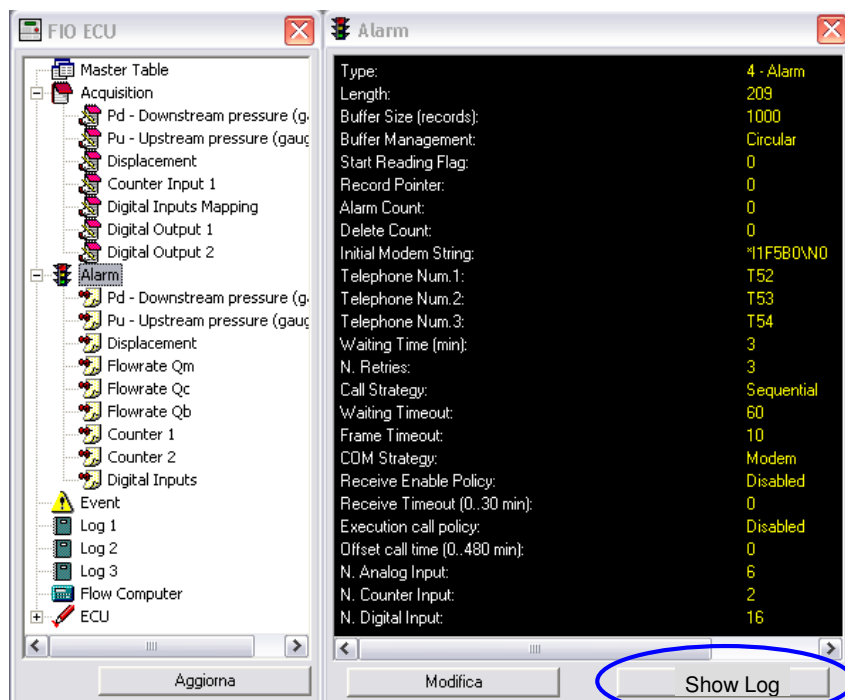 FIO ECU
Master Table
Acquisition
Pd - Downstream pressure (g
Pu - Upstream pressure (gaug
Displacement
Counter Input 1
Digital Inputs Mapping
Digital Output 1
Digital Output 2
Alarm
Pd - Downstream pressure (g
Pu - Upstream pressure (gaug
Displacement
Flowrate Qm
Flowrate Qc
Flowrate Qb
Counter 1
Counter 2
Digital Inputs
Event
Log 1
Log 2
Log 3
Flow Computer
ECU
Aggiorna
Alarm
Type: 4 - Alarm
Length: 209
Buffer Size (records): 1000
Buffer Management: Circular
Start Reading Flag: 0
Record Pointer: 0
Alarm Count: 0
Delete Count: 0
Initial Modem String: *I1F5B0\N0
Telephone Num.1: T52
Telephone Num.2: T53
Telephone Num.3: T54
Waiting Time (min): 3
N. Retries: 3
Call Strategy: Sequential
Waiting Timeout: 60
Frame Timeout: 10
COM Strategy: Modem
Receive Enable Policy: Disabled
Receive Timeout (0..30 min): 0
Execution call policy: Disabled
Offset call time (0..480 min): 0
N. Analog Input: 6
N. Counter Input: 2
N. Digital Input: 16
Modifica
Show Log